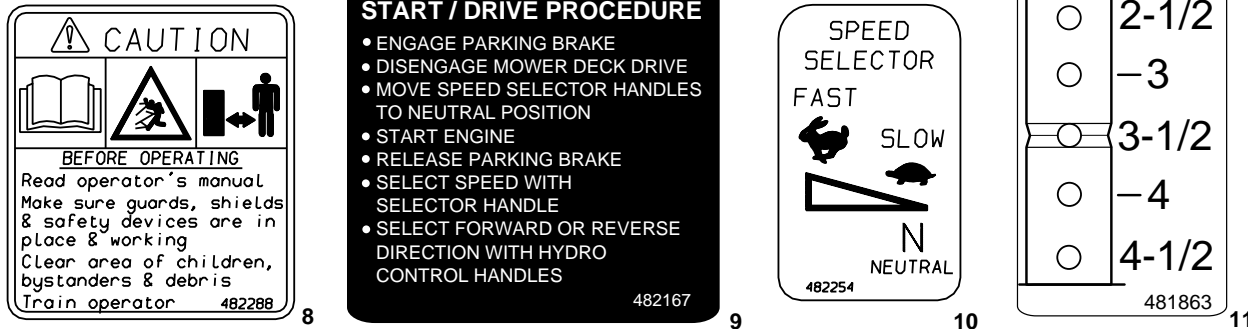 CAUTION
BEFORE OPERATING
Read operator's manual
Make sure guards, shields
& safety devices are in
place & working
Clear area of children,
bystanders & debris
Train operator 482288
8
START / DRIVE PROCEDURE
• ENGAGE PARKING BRAKE
• DISENGAGE MOWER DECK DRIVE
• MOVE SPEED SELECTOR HANDLES
TO NEUTRAL POSITION
• START ENGINE
• RELEASE PARKING BRAKE
• SELECT SPEED WITH
SELECTOR HANDLE
• SELECT FORWARD OR REVERSE
DIRECTION WITH HYDRO
CONTROL HANDLES
482167
9
SPEED
SELECTOR
FAST
SLOW
N
NEUTRAL
482254
10
2-1/2
3
3-1/2
4
4-1/2
481863
11